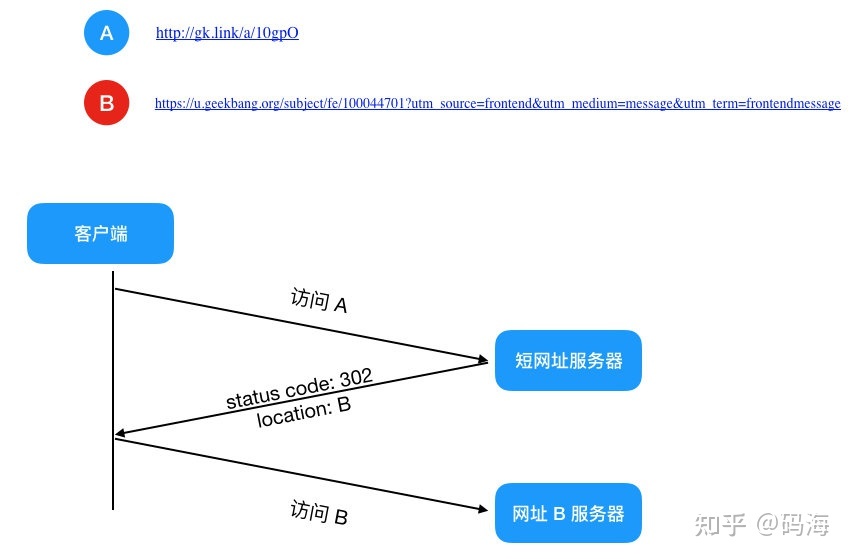 A http://gk.link/a/10gpO
B https://u.geekbang.org/subject/fe/100044701?utm_source=frontend&utm_medium=message&utm_term=frontendmessage
客户端
访问 A
短网址服务器
status code: 302
location: B
访问 B
网址 B 服务器
知乎 @码海